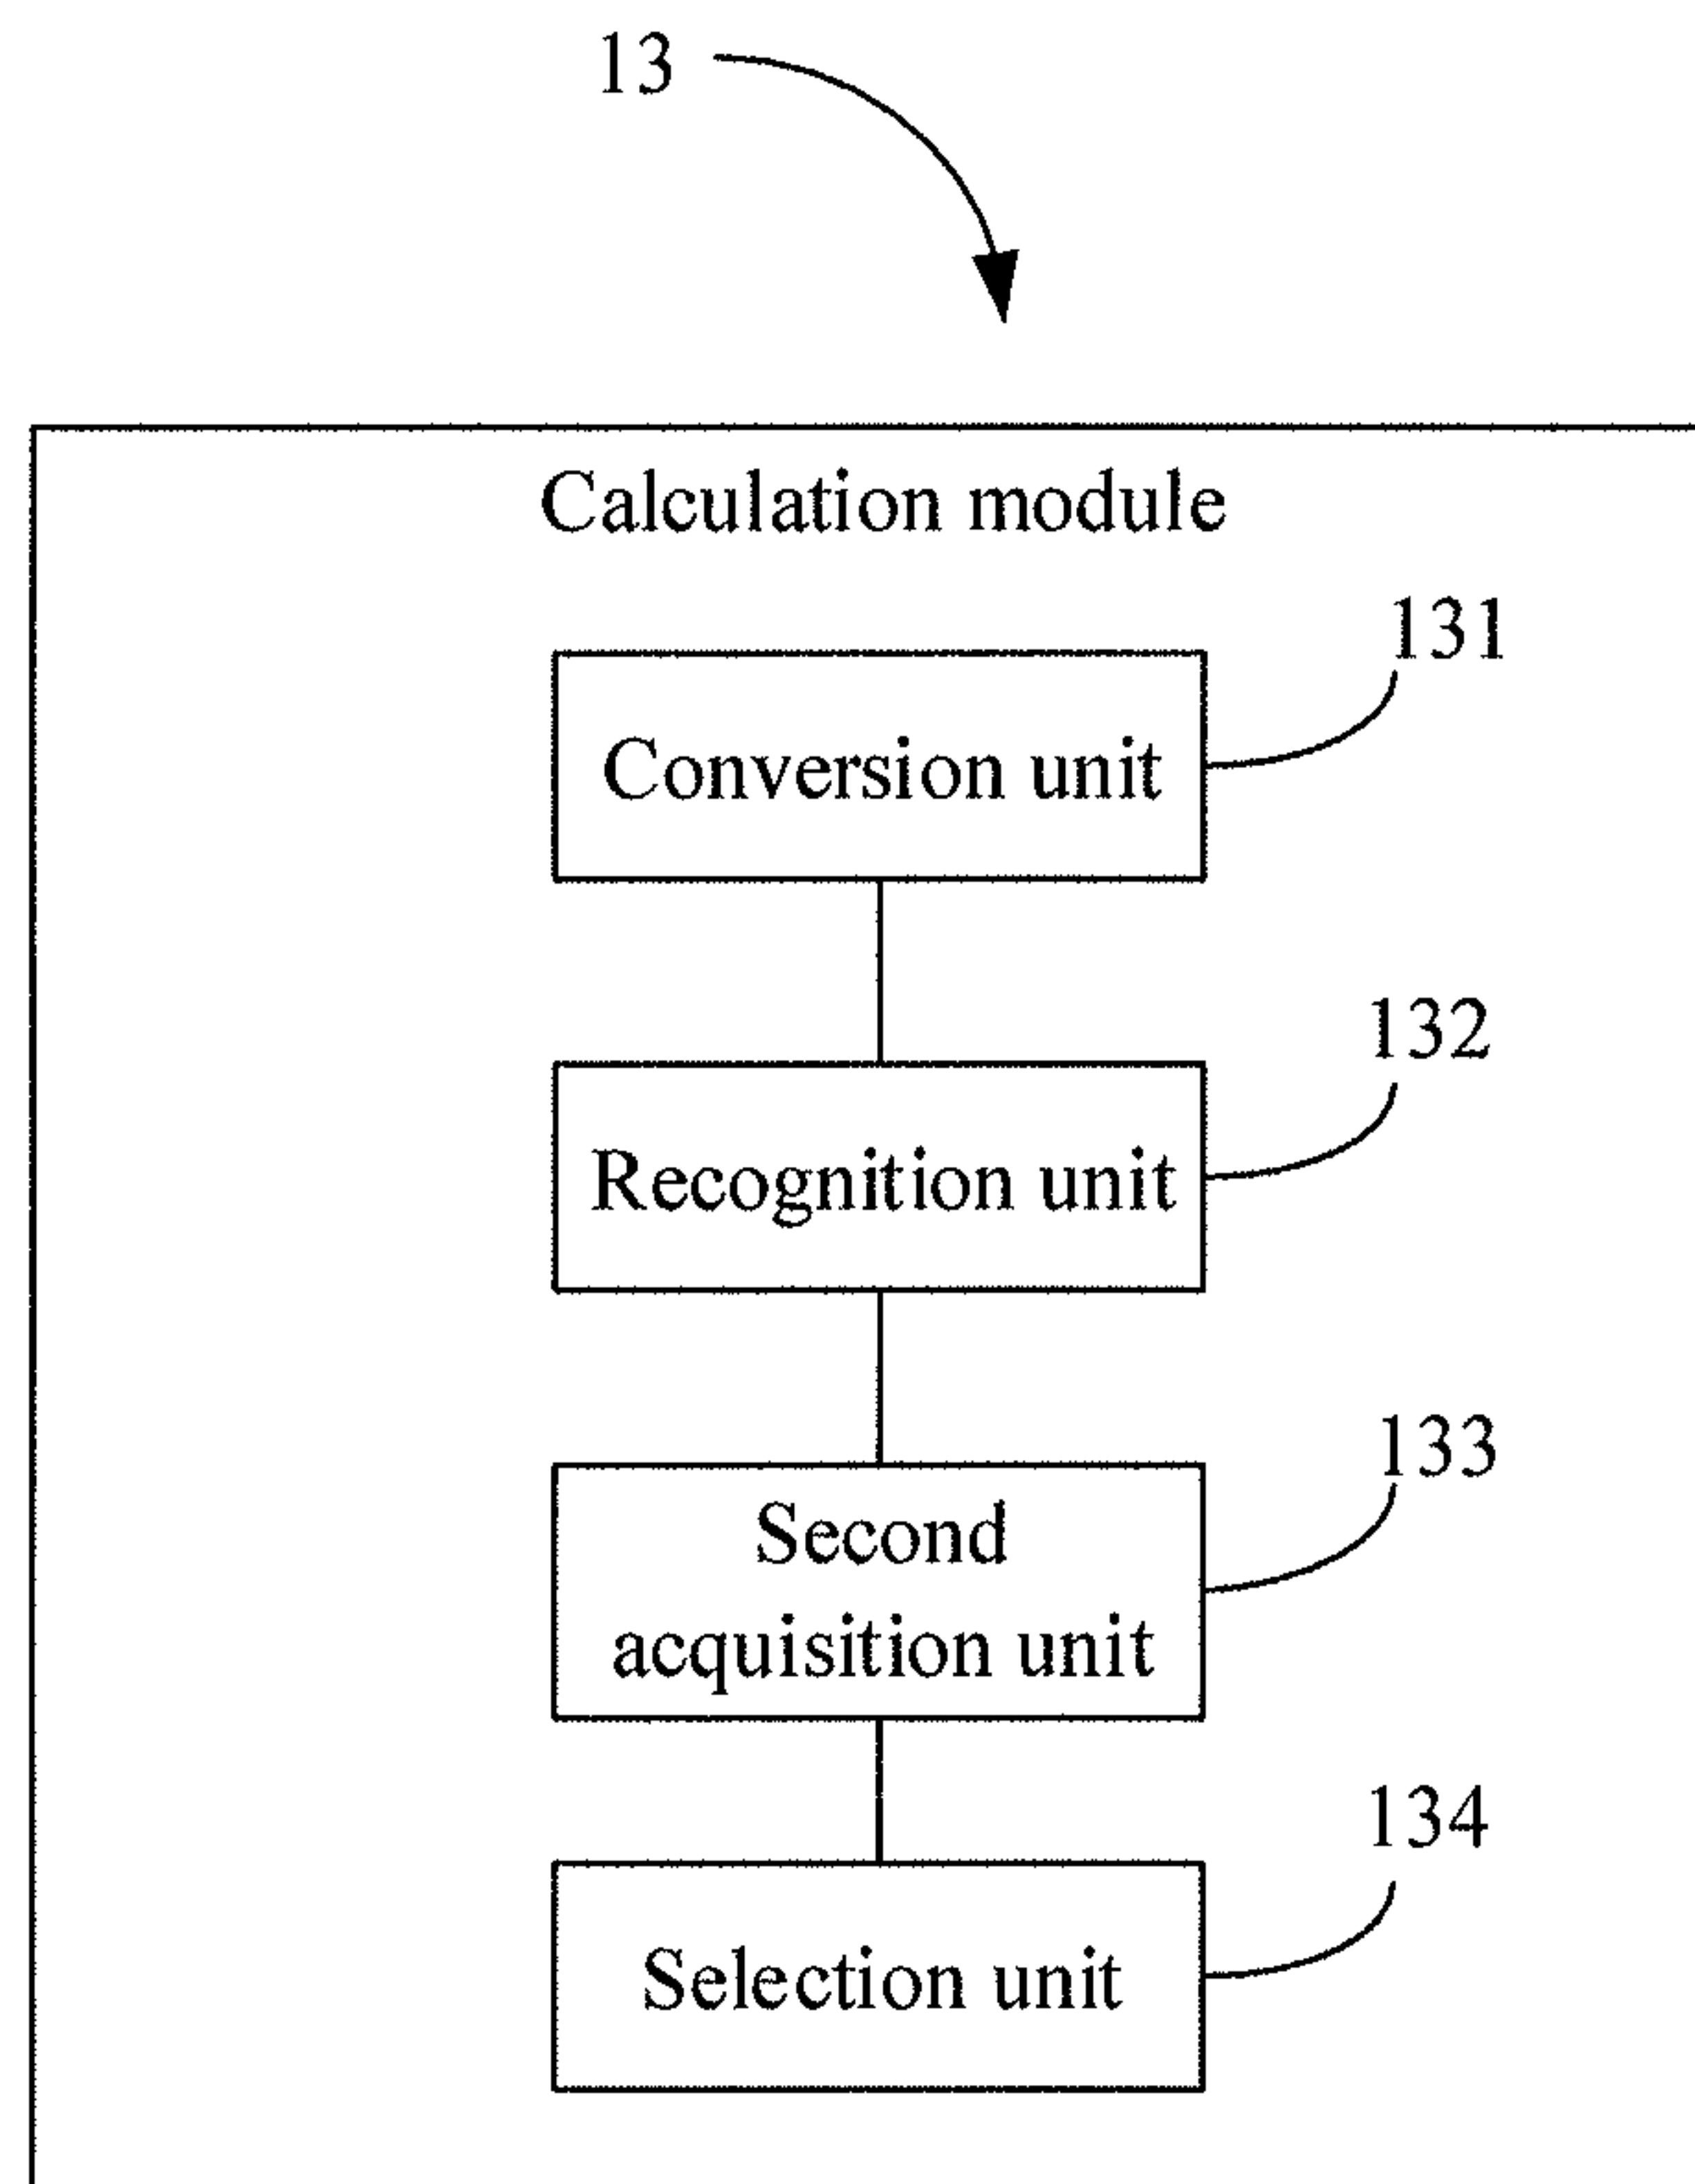 13
Calculation module
131
Conversion unit
132
Recognition unit
133
Second
acquisition unit
134
Selection unit